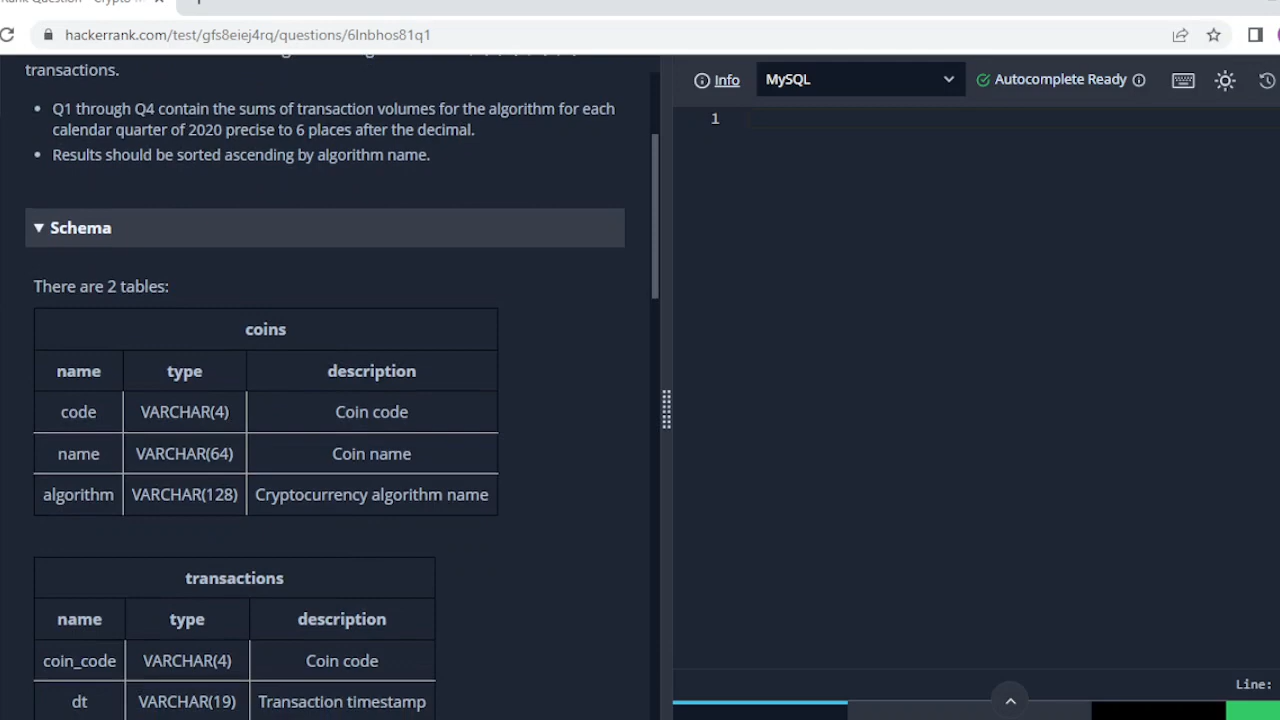 hackerrank.com/test/gfs8eiej4rq/questions/6lnbhos81q1
transactions.
• Q1 through Q4 contain the sums of transaction volumes for the algorithm for each
calendar quarter of 2020 precise to 6 places after the decimal.
• Results should be sorted ascending by algorithm name.
▼ Schema
There are 2 tables:
coins
name type description
code VARCHAR(4) Coin code
name VARCHAR(64) Coin name
algorithm VARCHAR(128) Cryptocurrency algorithm name
transactions
name type description
coin_code VARCHAR(4) Coin code
dt VARCHAR(19) Transaction timestamp
Info MySQL Autocomplete Ready
1
Line: